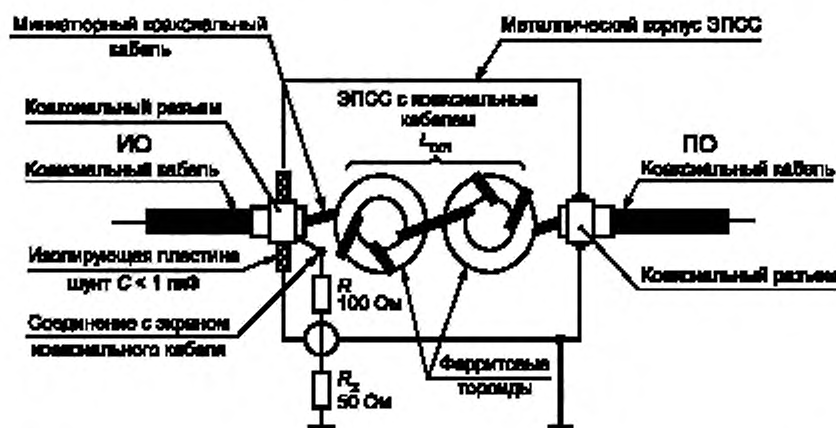 Миниатюрный коаксиальный
кабель
Металлический корпус ЭПСС
Коаксиальный разъем
ИО
Коаксиальный кабель
ЭПСС с коаксиальным
кабелем
ПО
Коаксиальный кабель
Изолирующая пластина
шунт C < 1 пкФ
R
100 Ом
Соединение с экраном
коаксиального кабеля
Коаксиальный разъем
Ферритовые
тороиды
50 Ом